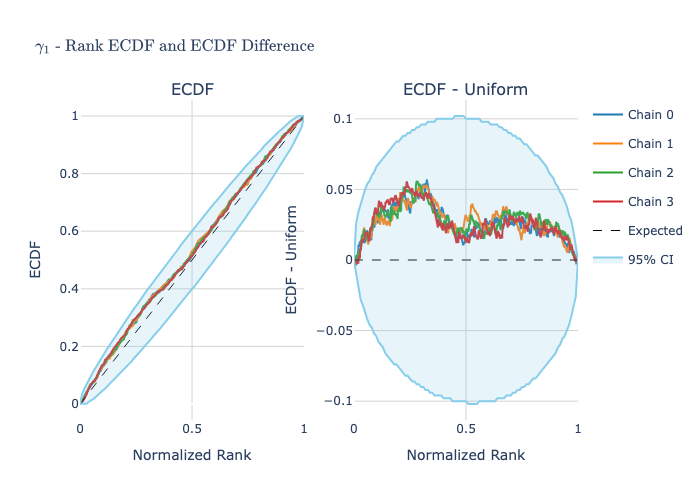 γ₁ - Rank ECDF and ECDF Difference
ECDF
ECDF - Uniform
ECDF
1
0.8
0.6
0.4
0.2
0
0
0.5
1
Normalized Rank
ECDF - Uniform
0.1
0.05
0
−0.05
−0.1
0
0.5
1
Normalized Rank
Chain 0
Chain 1
Chain 2
Chain 3
Expected
95% CI